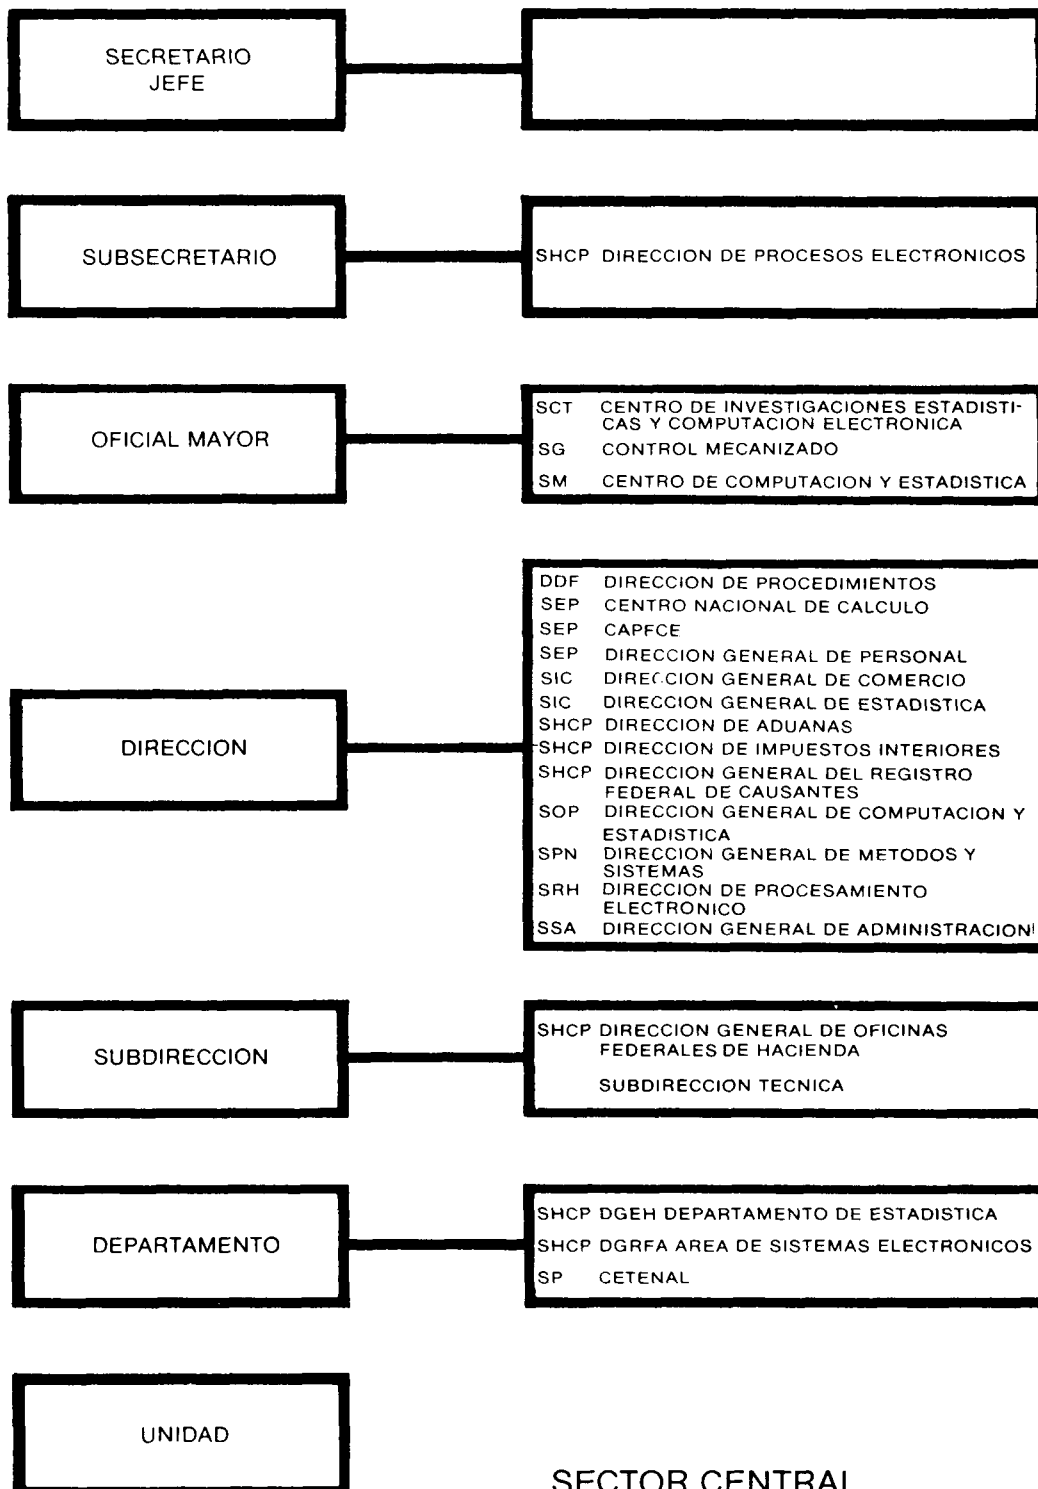 SECRETARIO
JEFE
SUBSECRETARIO
SHCP DIRECCION DE PROCESOS ELECTRONICOS
OFICIAL MAYOR
SCT CENTRO DE INVESTIGACIONES ESTADISTI-
CAS Y COMPUTACION ELECTRONICA
SG CONTROL MECANIZADO
SM CENTRO DE COMPUTACION Y ESTADISTICA
DIRECCION
DDF DIRECCION DE PROCEDIMIENTOS
SEP CENTRO NACIONAL DE CALCULO
SEP CAPFCE
SEP DIRECCION GENERAL DE PERSONAL
SIC DIRECCION GENERAL DE COMERCIO
SIC DIRECCION GENERAL DE ESTADISTICA
SHCP DIRECCION DE ADUANAS
SHCP DIRECCION DE IMPUESTOS INTERIORES
SHCP DIRECCION GENERAL DEL REGISTRO
FEDERAL DE CAUSANTES
SOP DIRECCION GENERAL DE COMPUTACION Y
ESTADISTICA
SPN DIRECCION GENERAL DE METODOS Y
SISTEMAS
SRH DIRECCION DE PROCESAMIENTO
ELECTRONICO
SSA DIRECCION GENERAL DE ADMINISTRACION
SUBDIRECCION
SHCP DIRECCION GENERAL DE OFICINAS
FEDERALES DE HACIENDA
SUBDIRECCION TECNICA
DEPARTAMENTO
SHCP DGEH DEPARTAMENTO DE ESTADISTICA
SHCP DGRFA AREA DE SISTEMAS ELECTRONICOS
SP CETENAL
UNIDAD
SECTOR CENTRAL